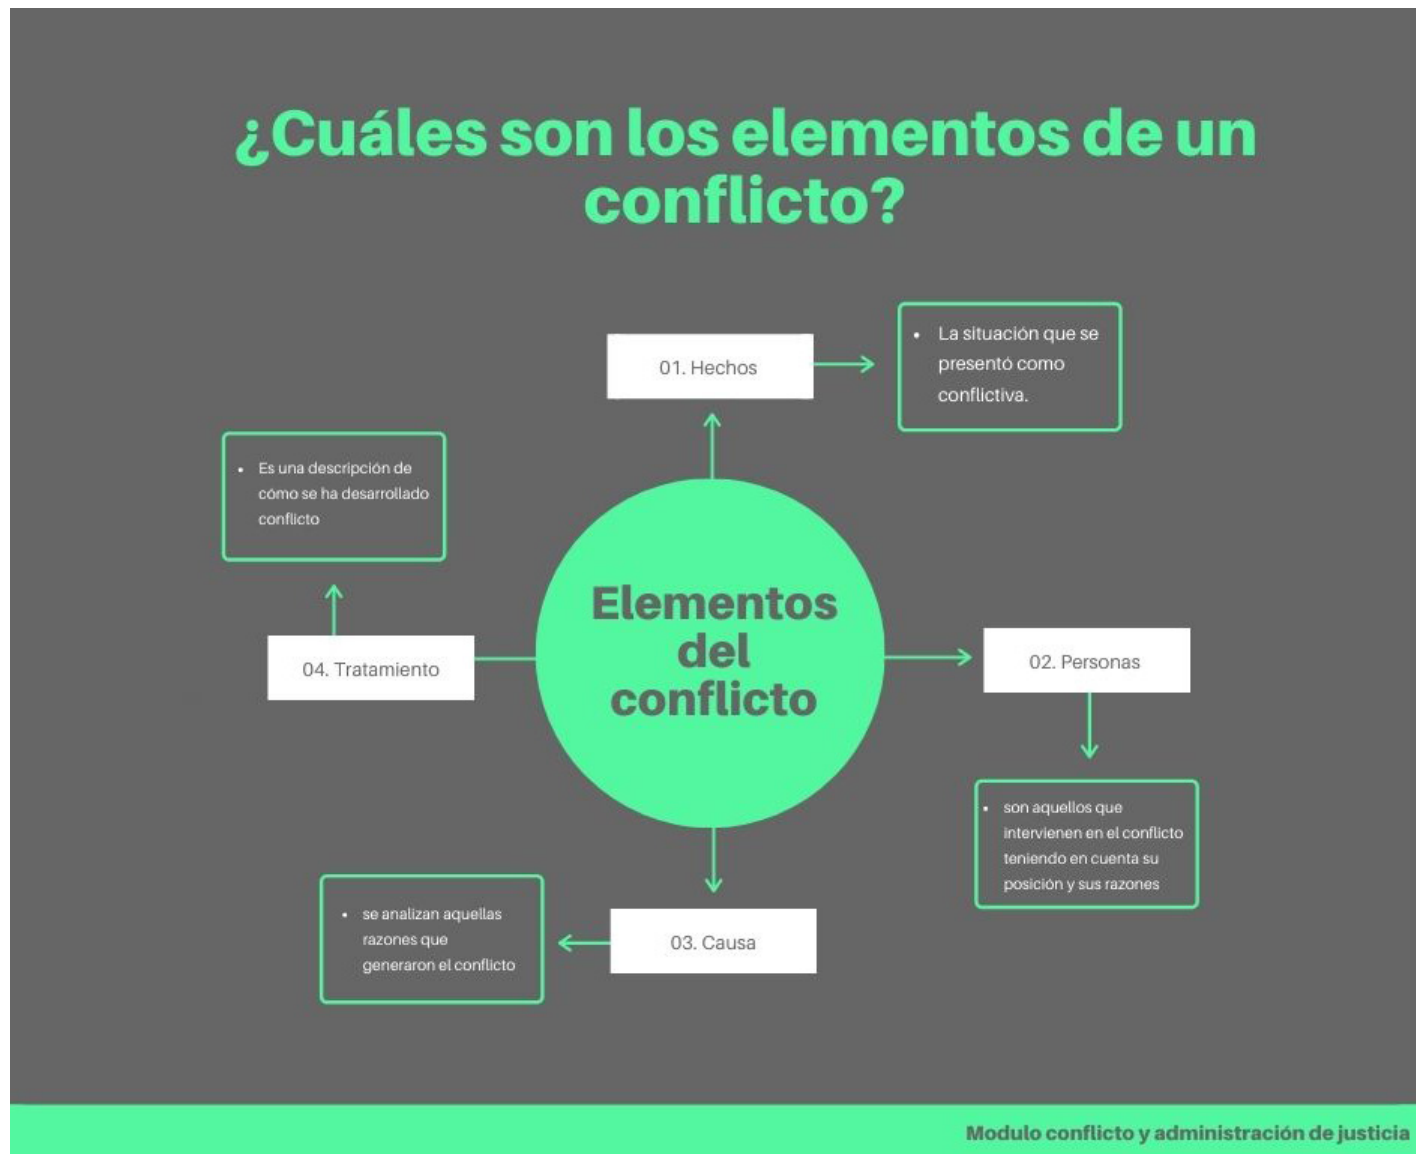 ¿Cuáles son los elementos de un
conflicto?
01. Hechos
• La situación que se
presentó como
conflictiva.
• Es una descripción de
cómo se ha desarrollado
conflicto
Elementos
del
conflicto
04. Tratamiento
02. Personas
• son aquellos que
intervienen en el conflicto
teniendo en cuenta su
posición y sus razones
• se analizan aquellas
razones que
generaron el conflicto
03. Causa
Modulo conflicto y administración de justicia